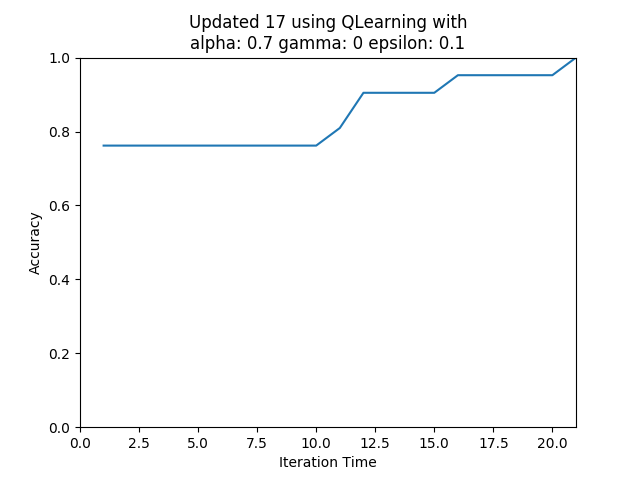 Updated 17 using QLearning with
alpha: 0.7 gamma: 0 epsilon: 0.1
1.0
0.8
0.6
0.4
0.2
0.0
Accuracy
0.0 2.5 5.0 7.5 10.0 12.5 15.0 17.5 20.0
Iteration Time